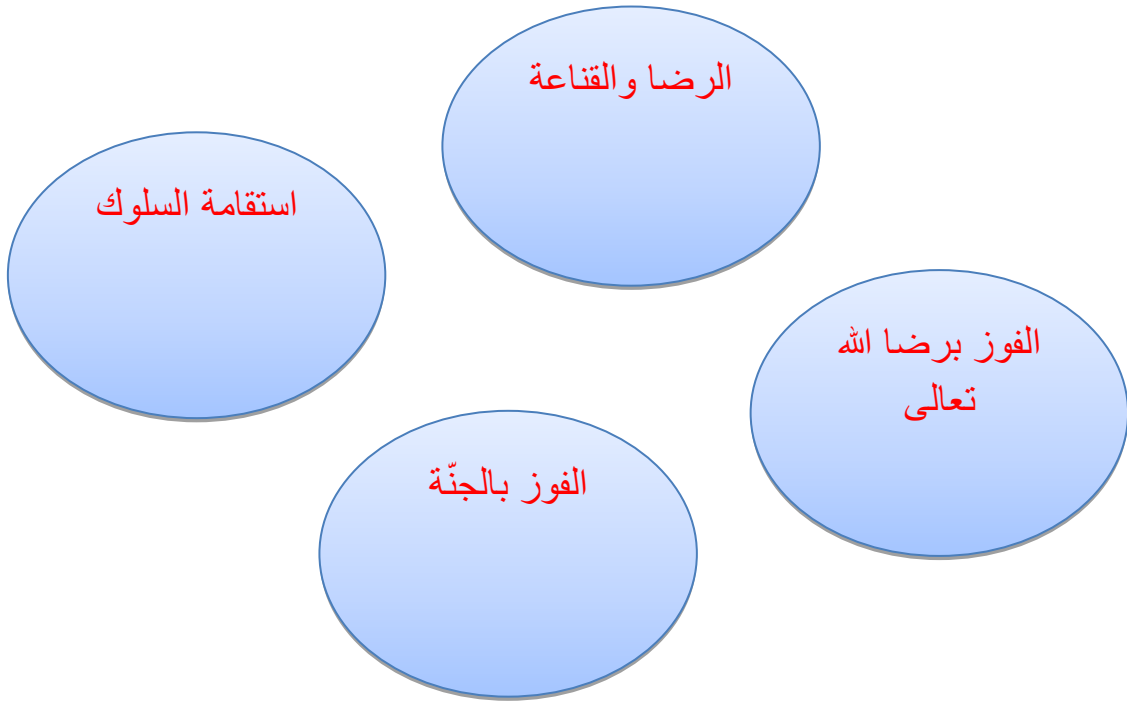 الرضا والقناعة
استقامة السلوك
الفوز برضا الله
تعالى
الفوز بالجنّة